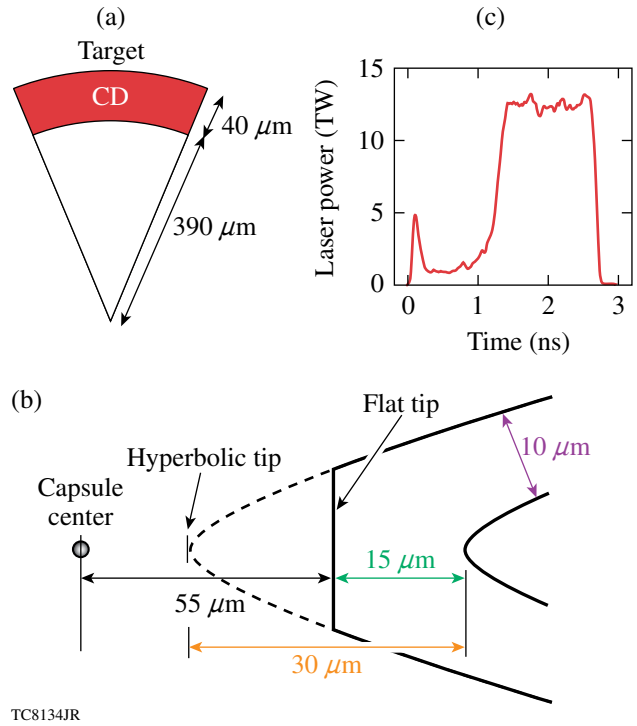 (a)
Target
CD
40 μm
390 μm
(c)
Laser power (TW)
15
10
5
0
0 1 2 3
Time (ns)
(b)
Flat tip
Hyperbolic tip
10 μm
Capsule
center
15 μm
55 μm
30 μm
TC8134JR